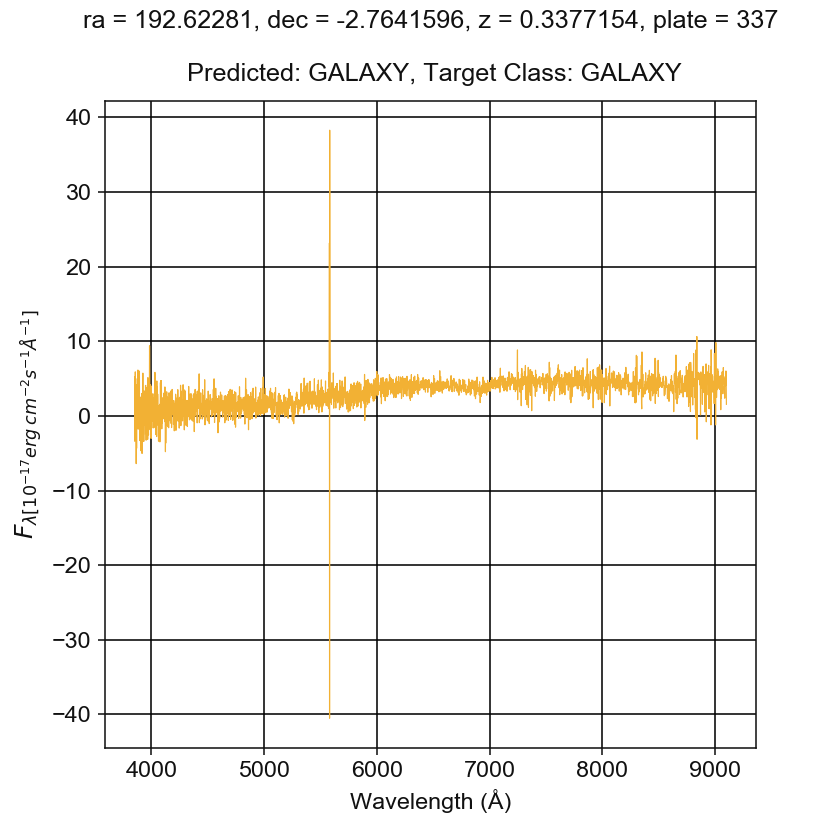 ra = 192.62281, dec = -2.7641596, z = 0.3377154, plate = 337
Predicted: GALAXY, Target Class: GALAXY
40
30
20
10
0
−10
−20
−30
−40
F_{λ[10^{−17}erg cm^{−2}s^{−1}Å^{−1}]}
4000 5000 6000 7000 8000 9000
Wavelength (Å)